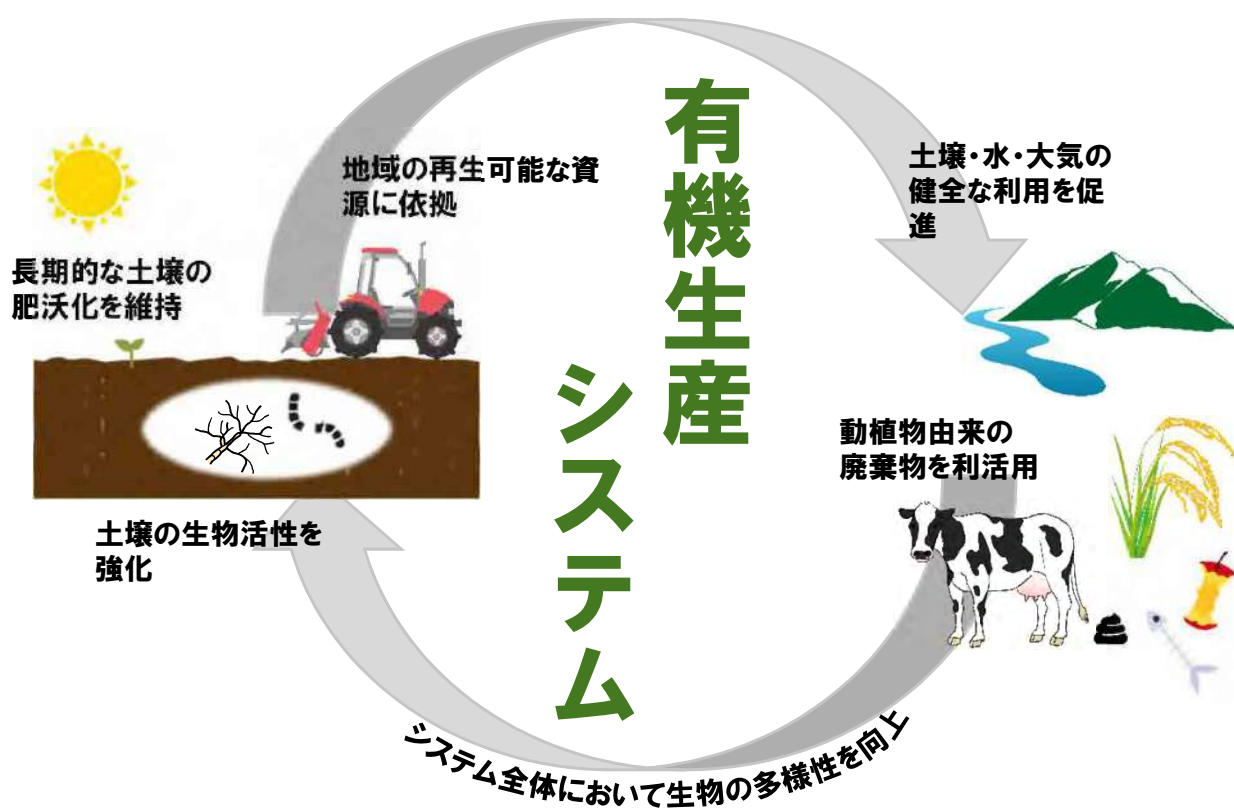 有機生産
システム
地域の再生可能な資
源に依拠
長期的な土壌の
肥沃化を維持
土壌の生物活性を
強化
土壌・水・大気の
健全な利用を促
進
動植物由来の
廃棄物を利活用
システム全体において生物の多様性を向上